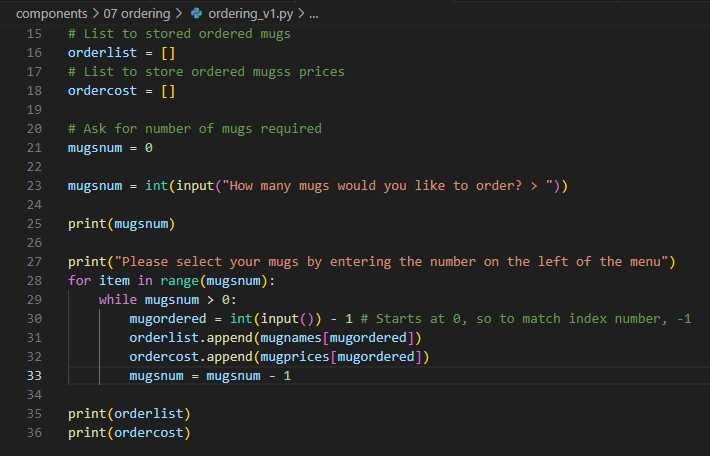 components > 07 ordering > ordering_v1.py > ...
15 # List to stored ordered mugs
16 orderlist = []
17 # List to store ordered mugss prices
18 ordercost = []
19
20 # Ask for number of mugs required
21 mugsnum = 0
22
23 mugsnum = int(input("How many mugs would you like to order? > "))
24
25 print(mugsnum)
26
27 print("Please select your mugs by entering the number on the left of the menu")
28 for item in range(mugsnum):
29     while mugsnum > 0:
30         mugordered = int(input()) - 1 # Starts at 0, so to match index number, -1
31         orderlist.append(mugnames[mugordered])
32         ordercost.append(mugprices[mugordered])
33         mugsnum = mugsnum - 1
34
35 print(orderlist)
36 print(ordercost)